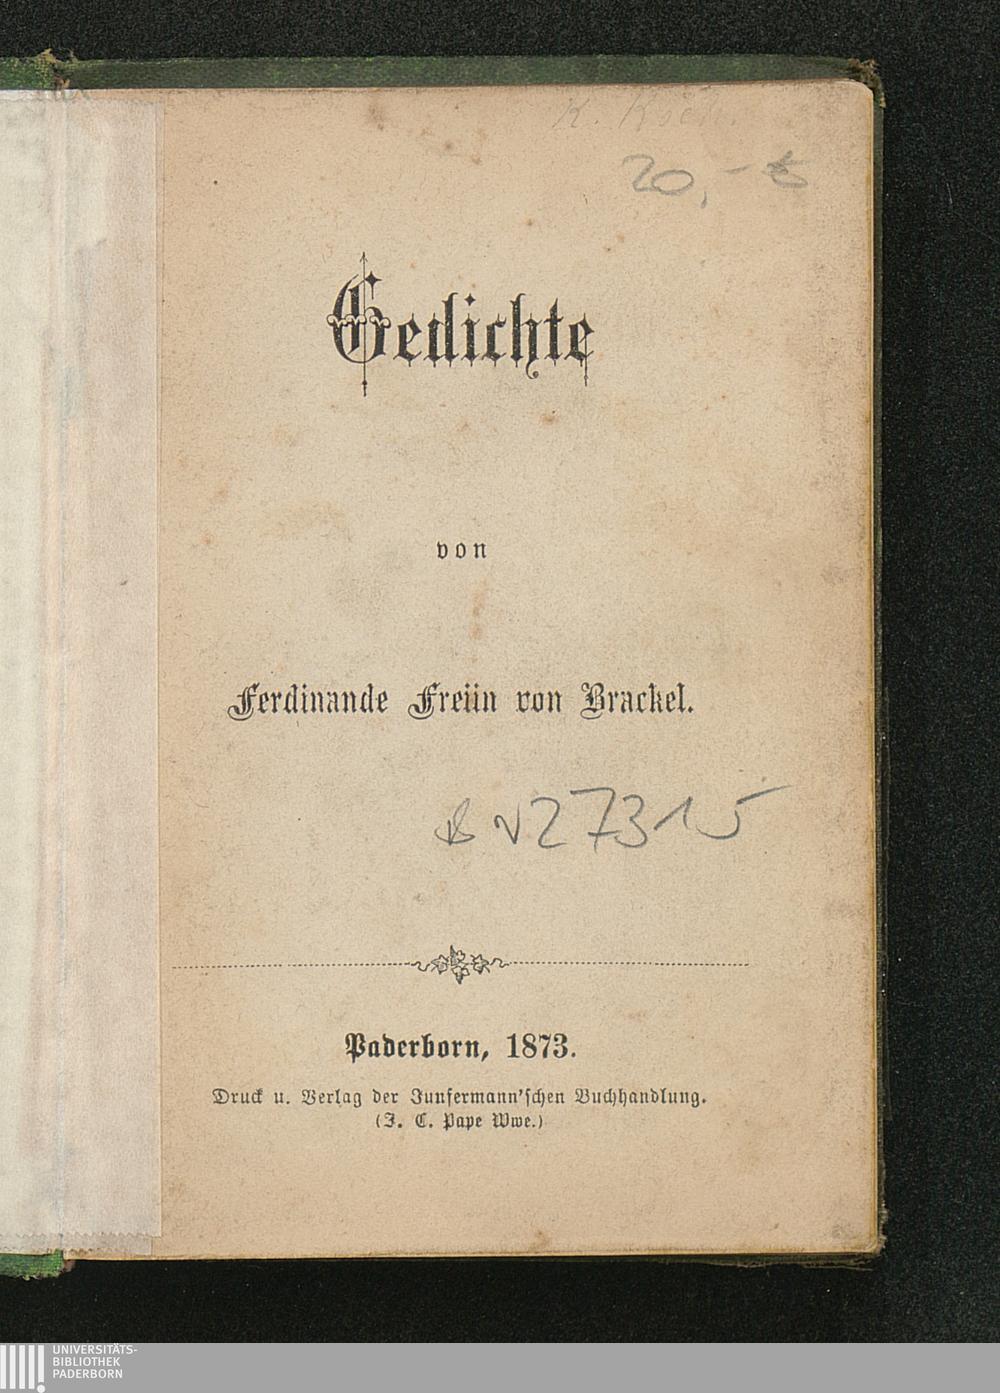 K. Koch.
20,-
Gedichte
von
Ferdinande Freiin von Brackel.
27315
Paderborn, 1873.
Druck u. Verlag der Junfermann'schen Buchhandlung.
(J. C. Pape Wwe.)
UNIVERSITÄTS-
BIBLIOTHEK
PADERBORN